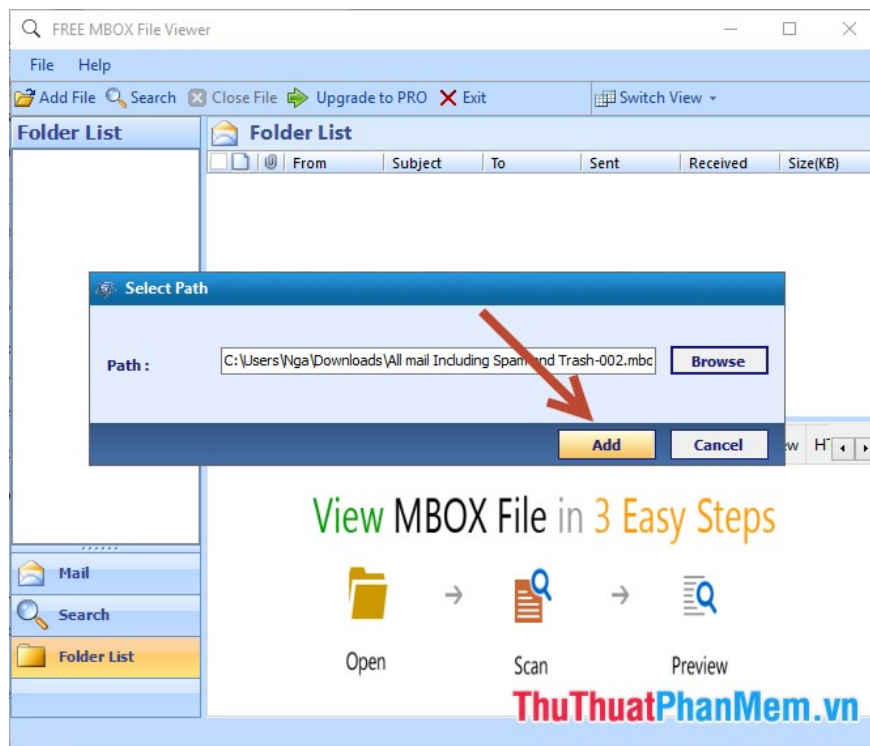 FREE MBOX File Viewer
File Help
Add File Search Close File Upgrade to PRO Exit Switch View
Folder List Folder List
From Subject To Sent Received Size(KB)
Select Path
Path : C:\Users\Nga\Downloads\All mail Including Spam and Trash-002.mbo Browse
Add Cancel
View MBOX File in 3 Easy Steps
Mail
Search
Folder List
Open Scan Preview
ThuThuatPhanMem.vn